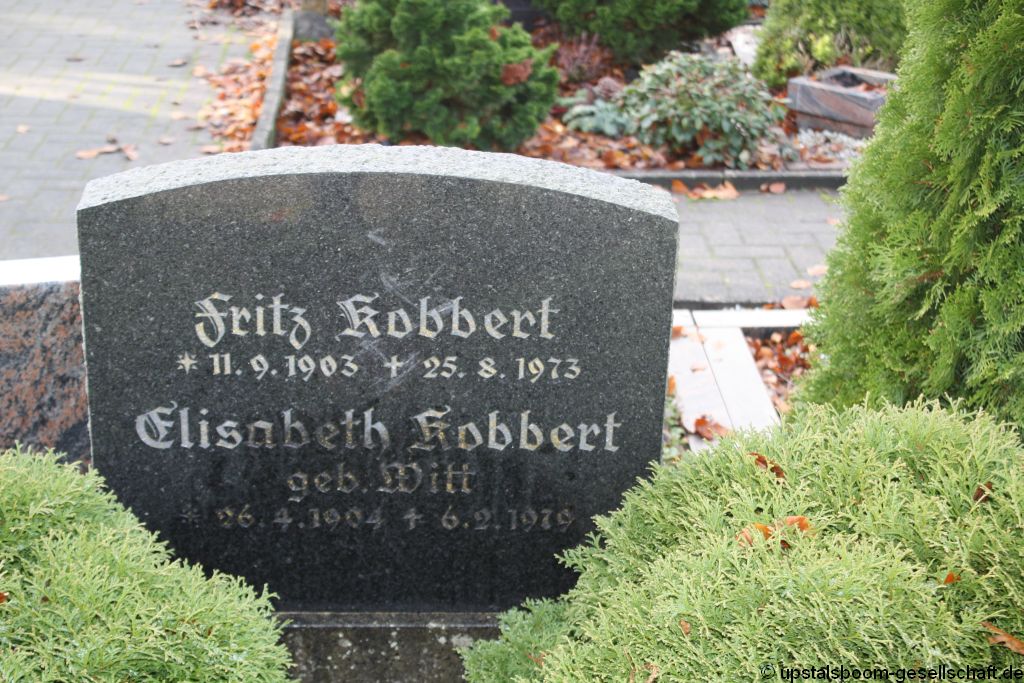 Fritz Kobbert
* 11. 9. 1903 + 25. 8. 1973
Elisabeth Kobbert
geb. Witt
* 26. 4. 1904 + 6. 2. 1979
© upstalsboom-gesellschaft.de